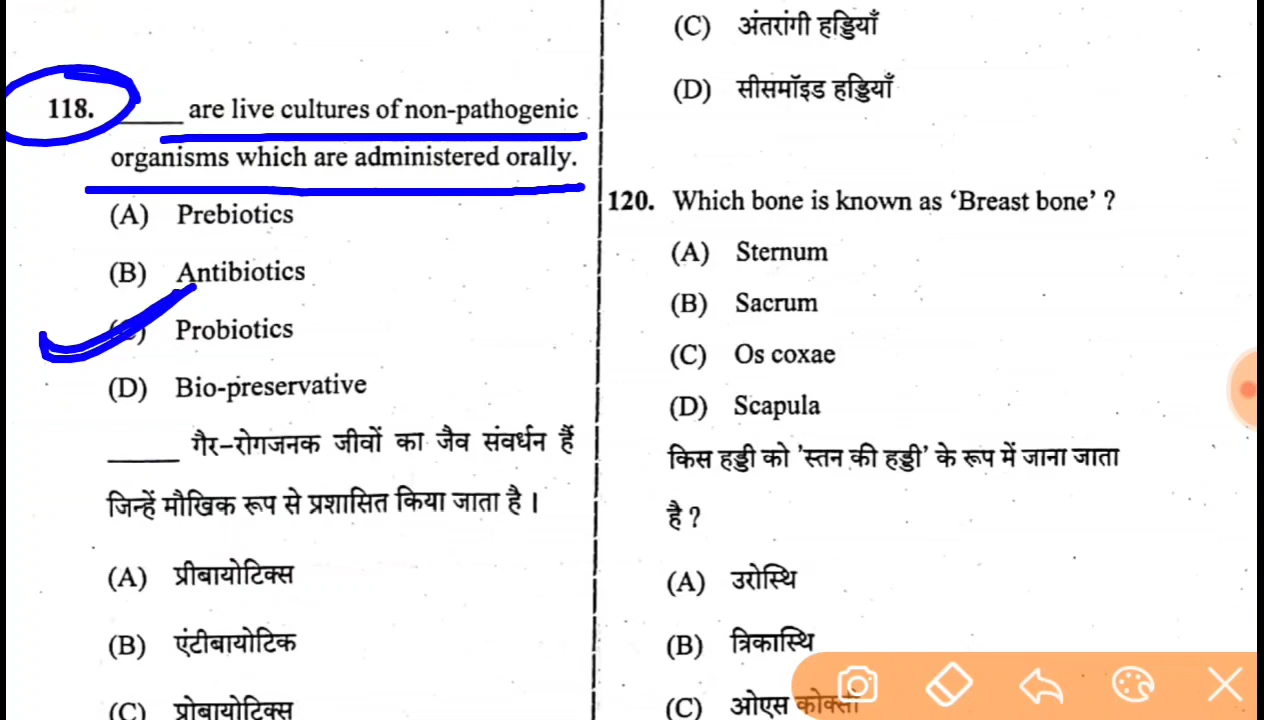 118. _____ are live cultures of non-pathogenic
organisms which are administered orally.
(A) Prebiotics
(B) Antibiotics
(C) Probiotics
(D) Bio-preservative
_____ गैर-रोगजनक जीवों का जैव संवर्धन हैं
जिन्हें मौखिक रूप से प्रशासित किया जाता है ।
(A) प्रीबायोटिक्स
(B) एंटीबायोटिक
(C) प्रोबायोटिक्स
(C) अंतरांगी हड्डियाँ
(D) सीसमॉइड हड्डियाँ
120. Which bone is known as ‘Breast bone’ ?
(A) Sternum
(B) Sacrum
(C) Os coxae
(D) Scapula
किस हड्डी को 'स्तन की हड्डी' के रूप में जाना जाता
है ?
(A) उरोस्थि
(B) त्रिकास्थि
(C) ओएस कोक्सी